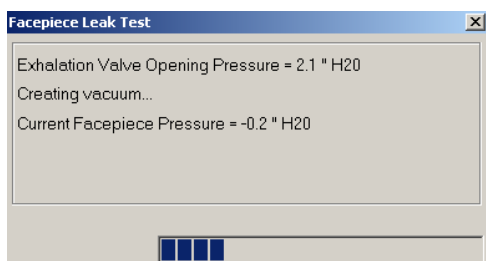 Facepiece Leak Test
Exhalation Valve Opening Pressure = 2.1 " H20
Creating vacuum...
Current Facepiece Pressure = -0.2 " H20